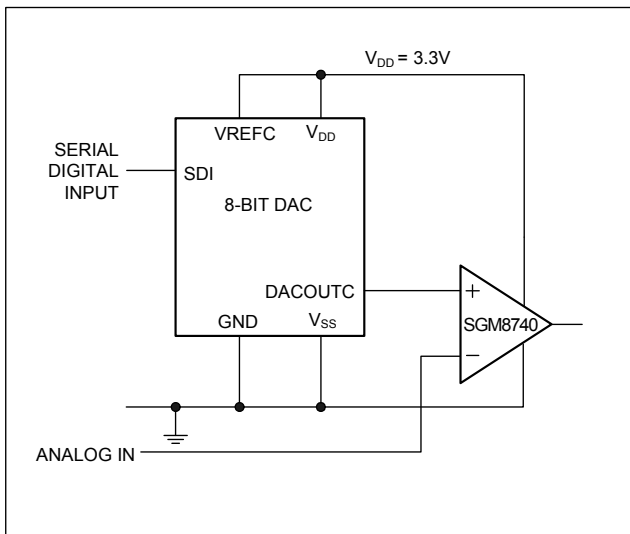 V_DD = 3.3V
VREFC
V_DD
SERIAL
DIGITAL
INPUT
SDI
8-BIT DAC
DACOUTC
+
SGM8740
−
GND
V_SS
ANALOG IN